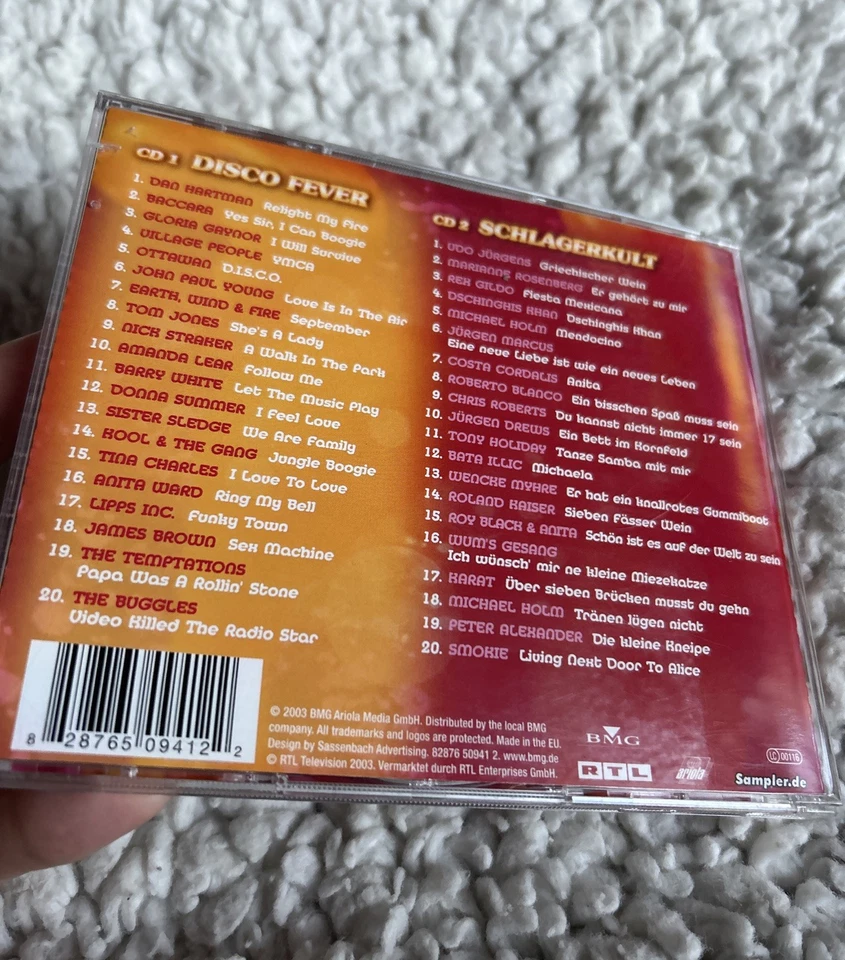 CD 1 DISCO FEVER
1. DAN HARTMAN Relight My Fire
2. BACCARA Yes Sir, I Can Boogie
3. GLORIA GAYNOR I Will Survive
4. VILLAGE PEOPLE YMCA
5. OTTAWAN D.I.S.C.O.
6. JOHN PAUL YOUNG Love Is In The Air
7. EARTH, WIND & FIRE September
8. TOM JONES She's A Lady
9. NICK STRAKER A Walk In The Park
10. AMANDA LEAR Follow Me
11. BARRY WHITE Let The Music Play
12. DONNA SUMMER I Feel Love
13. SISTER SLEDGE We Are Family
14. KOOL & THE GANG Jungle Boogie
15. TINA CHARLES I Love To Love
16. ANITA WARD Ring My Bell
17. LIPPS INC. Funky Town
18. JAMES BROWN Sex Machine
19. THE TEMPTATIONS
Papa Was A Rollin' Stone
20. THE BUGGLES
Video Killed The Radio Star
CD 2 SCHLAGERKULT
1. UDO JÜRGENS Griechischer Wein
2. MARIANNE ROSENBERG Er gehört zu mir
3. REX GILDO Fiesta Mexicana
4. DSCHINGHIS KHAN Dschinghis Khan
5. MICHAEL HOLM Mendocino
6. JÜRGEN MARCUS
Eine neue Liebe ist wie ein neues Leben
7. COSTA CORDALIS Anita
8. ROBERTO BLANCO Ein bisschen Spaß muss sein
9. CHRIS ROBERTS Du kannst nicht immer 17 sein
10. JÜRGEN DREWS Ein Bett im Kornfeld
11. TONY HOLIDAY Tanze Samba mit mir
12. BATA ILLIC Michaela
13. WENCKE MYHRE Er hat ein knallrotes Gummiboot
14. ROLAND KAISER Sieben Fässer Wein
15. ROY BLACK & ANITA Schön ist es auf der Welt zu sein
16. WUM'S GESANG
Ich wünsch' mir ne kleine Miezekatze
17. KARAT Über sieben Brücken musst du gehn
18. MICHAEL HOLM Tränen lügen nicht
19. PETER ALEXANDER Die kleine Kneipe
20. SMOKIE Living Next Door To Alice
8 28765 09412 2
© 2003 BMG Ariola Media GmbH. Distributed by the local BMG
company. All trademarks and logos are protected. Made in the EU.
Design by Sassenbach Advertising. 82876 50941 2. www.bmg.de
© RTL Television 2003. Vermarktet durch RTL Enterprises GmbH.
BMG
RTL
ariola
LC 00116
Sampler.de